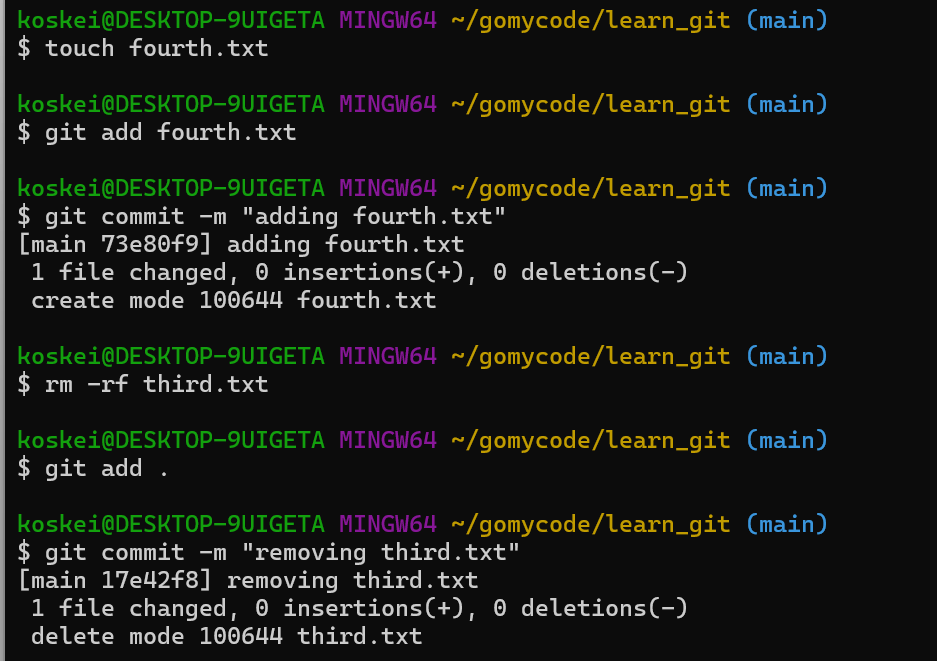 koskei@DESKTOP-9UIGETA MINGW64 ~/gomycode/learn_git (main)
$ touch fourth.txt
koskei@DESKTOP-9UIGETA MINGW64 ~/gomycode/learn_git (main)
$ git add fourth.txt
koskei@DESKTOP-9UIGETA MINGW64 ~/gomycode/learn_git (main)
$ git commit -m "adding fourth.txt"
[main 73e80f9] adding fourth.txt
 1 file changed, 0 insertions(+), 0 deletions(-)
 create mode 100644 fourth.txt
koskei@DESKTOP-9UIGETA MINGW64 ~/gomycode/learn_git (main)
$ rm -rf third.txt
koskei@DESKTOP-9UIGETA MINGW64 ~/gomycode/learn_git (main)
$ git add .
koskei@DESKTOP-9UIGETA MINGW64 ~/gomycode/learn_git (main)
$ git commit -m "removing third.txt"
[main 17e42f8] removing third.txt
 1 file changed, 0 insertions(+), 0 deletions(-)
 delete mode 100644 third.txt